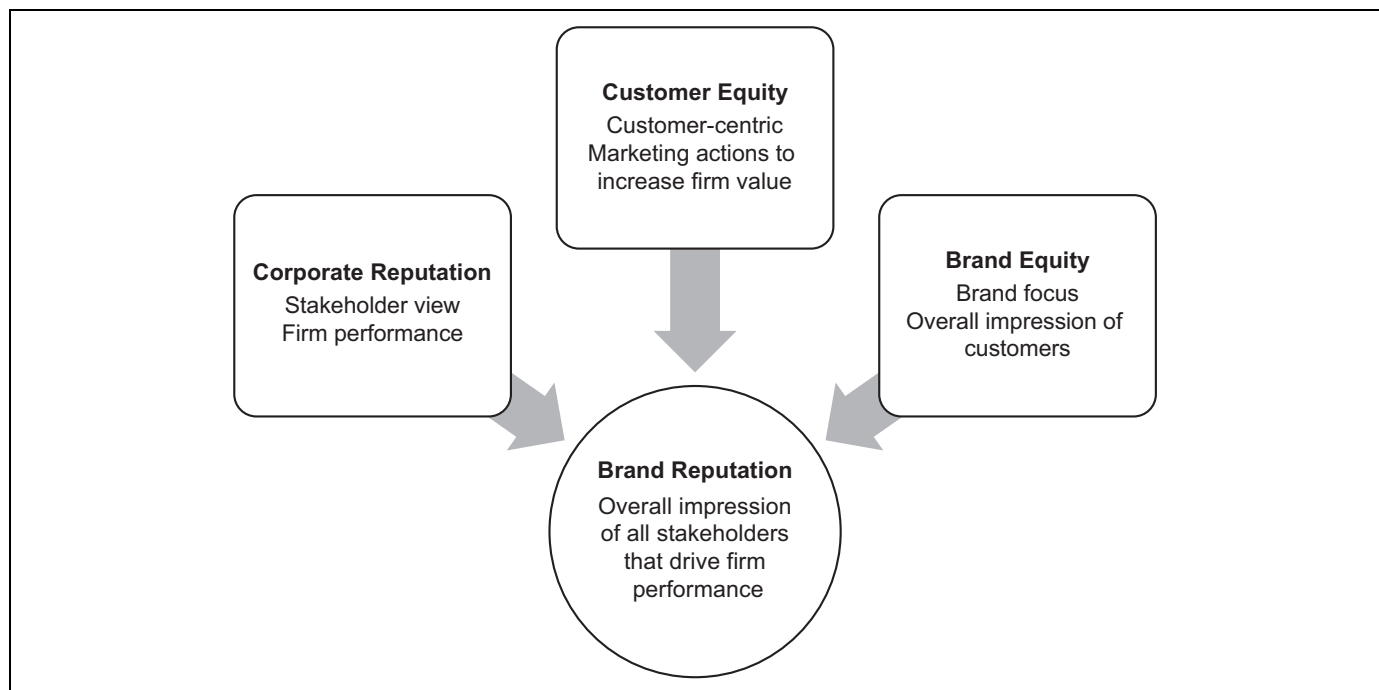 Customer Equity
Customer-centric
Marketing actions to
increase firm value
Corporate Reputation
Stakeholder view
Firm performance
Brand Equity
Brand focus
Overall impression of
customers
Brand Reputation
Overall impression
of all stakeholders
that drive firm
performance